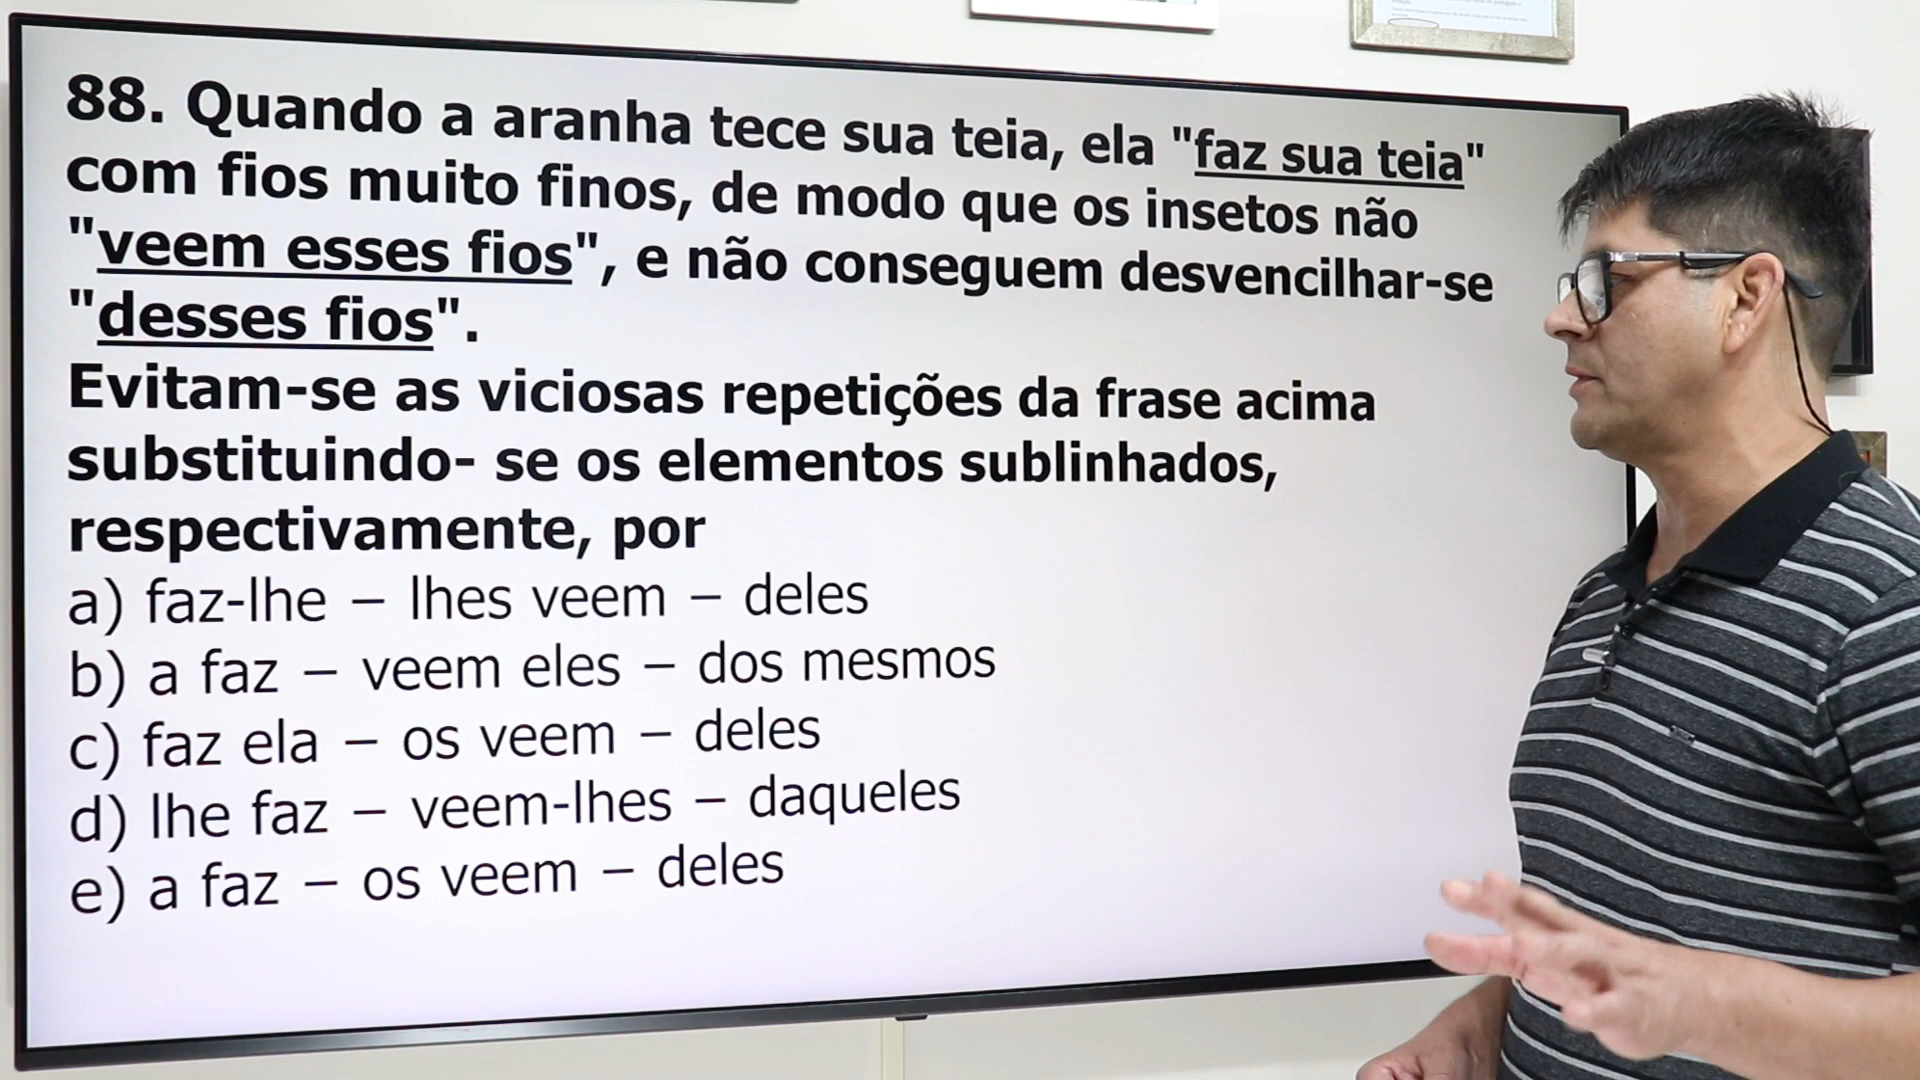 88. Quando a aranha tece sua teia, ela "faz sua teia"
com fios muito finos, de modo que os insetos não
"veem esses fios", e não conseguem desvencilhar-se
"desses fios".
Evitam-se as viciosas repetições da frase acima
substituindo- se os elementos sublinhados,
respectivamente, por
a) faz-lhe – lhes veem – deles
b) a faz – veem eles – dos mesmos
c) faz ela – os veem – deles
d) lhe faz – veem-lhes – daqueles
e) a faz – os veem – deles